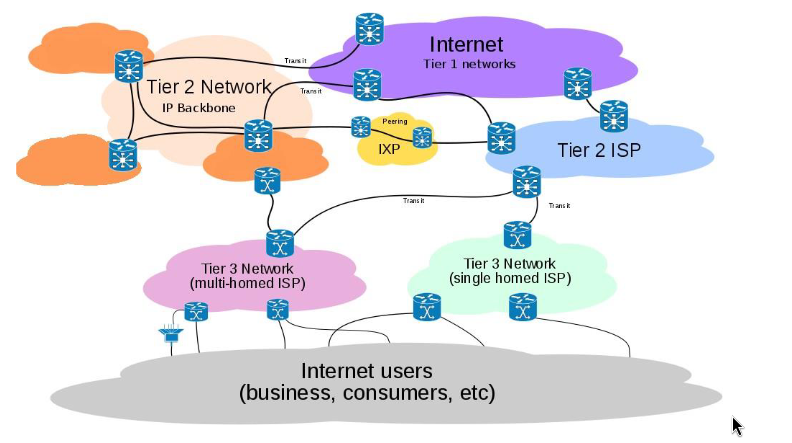 Internet
Tier 1 networks
Transit
Tier 2 Network
IP Backbone
Transit
Peering
IXP
Tier 2 ISP
Transit
Transit
Tier 3 Network
(multi-homed ISP)
Tier 3 Network
(single homed ISP)
Internet users
(business, consumers, etc)